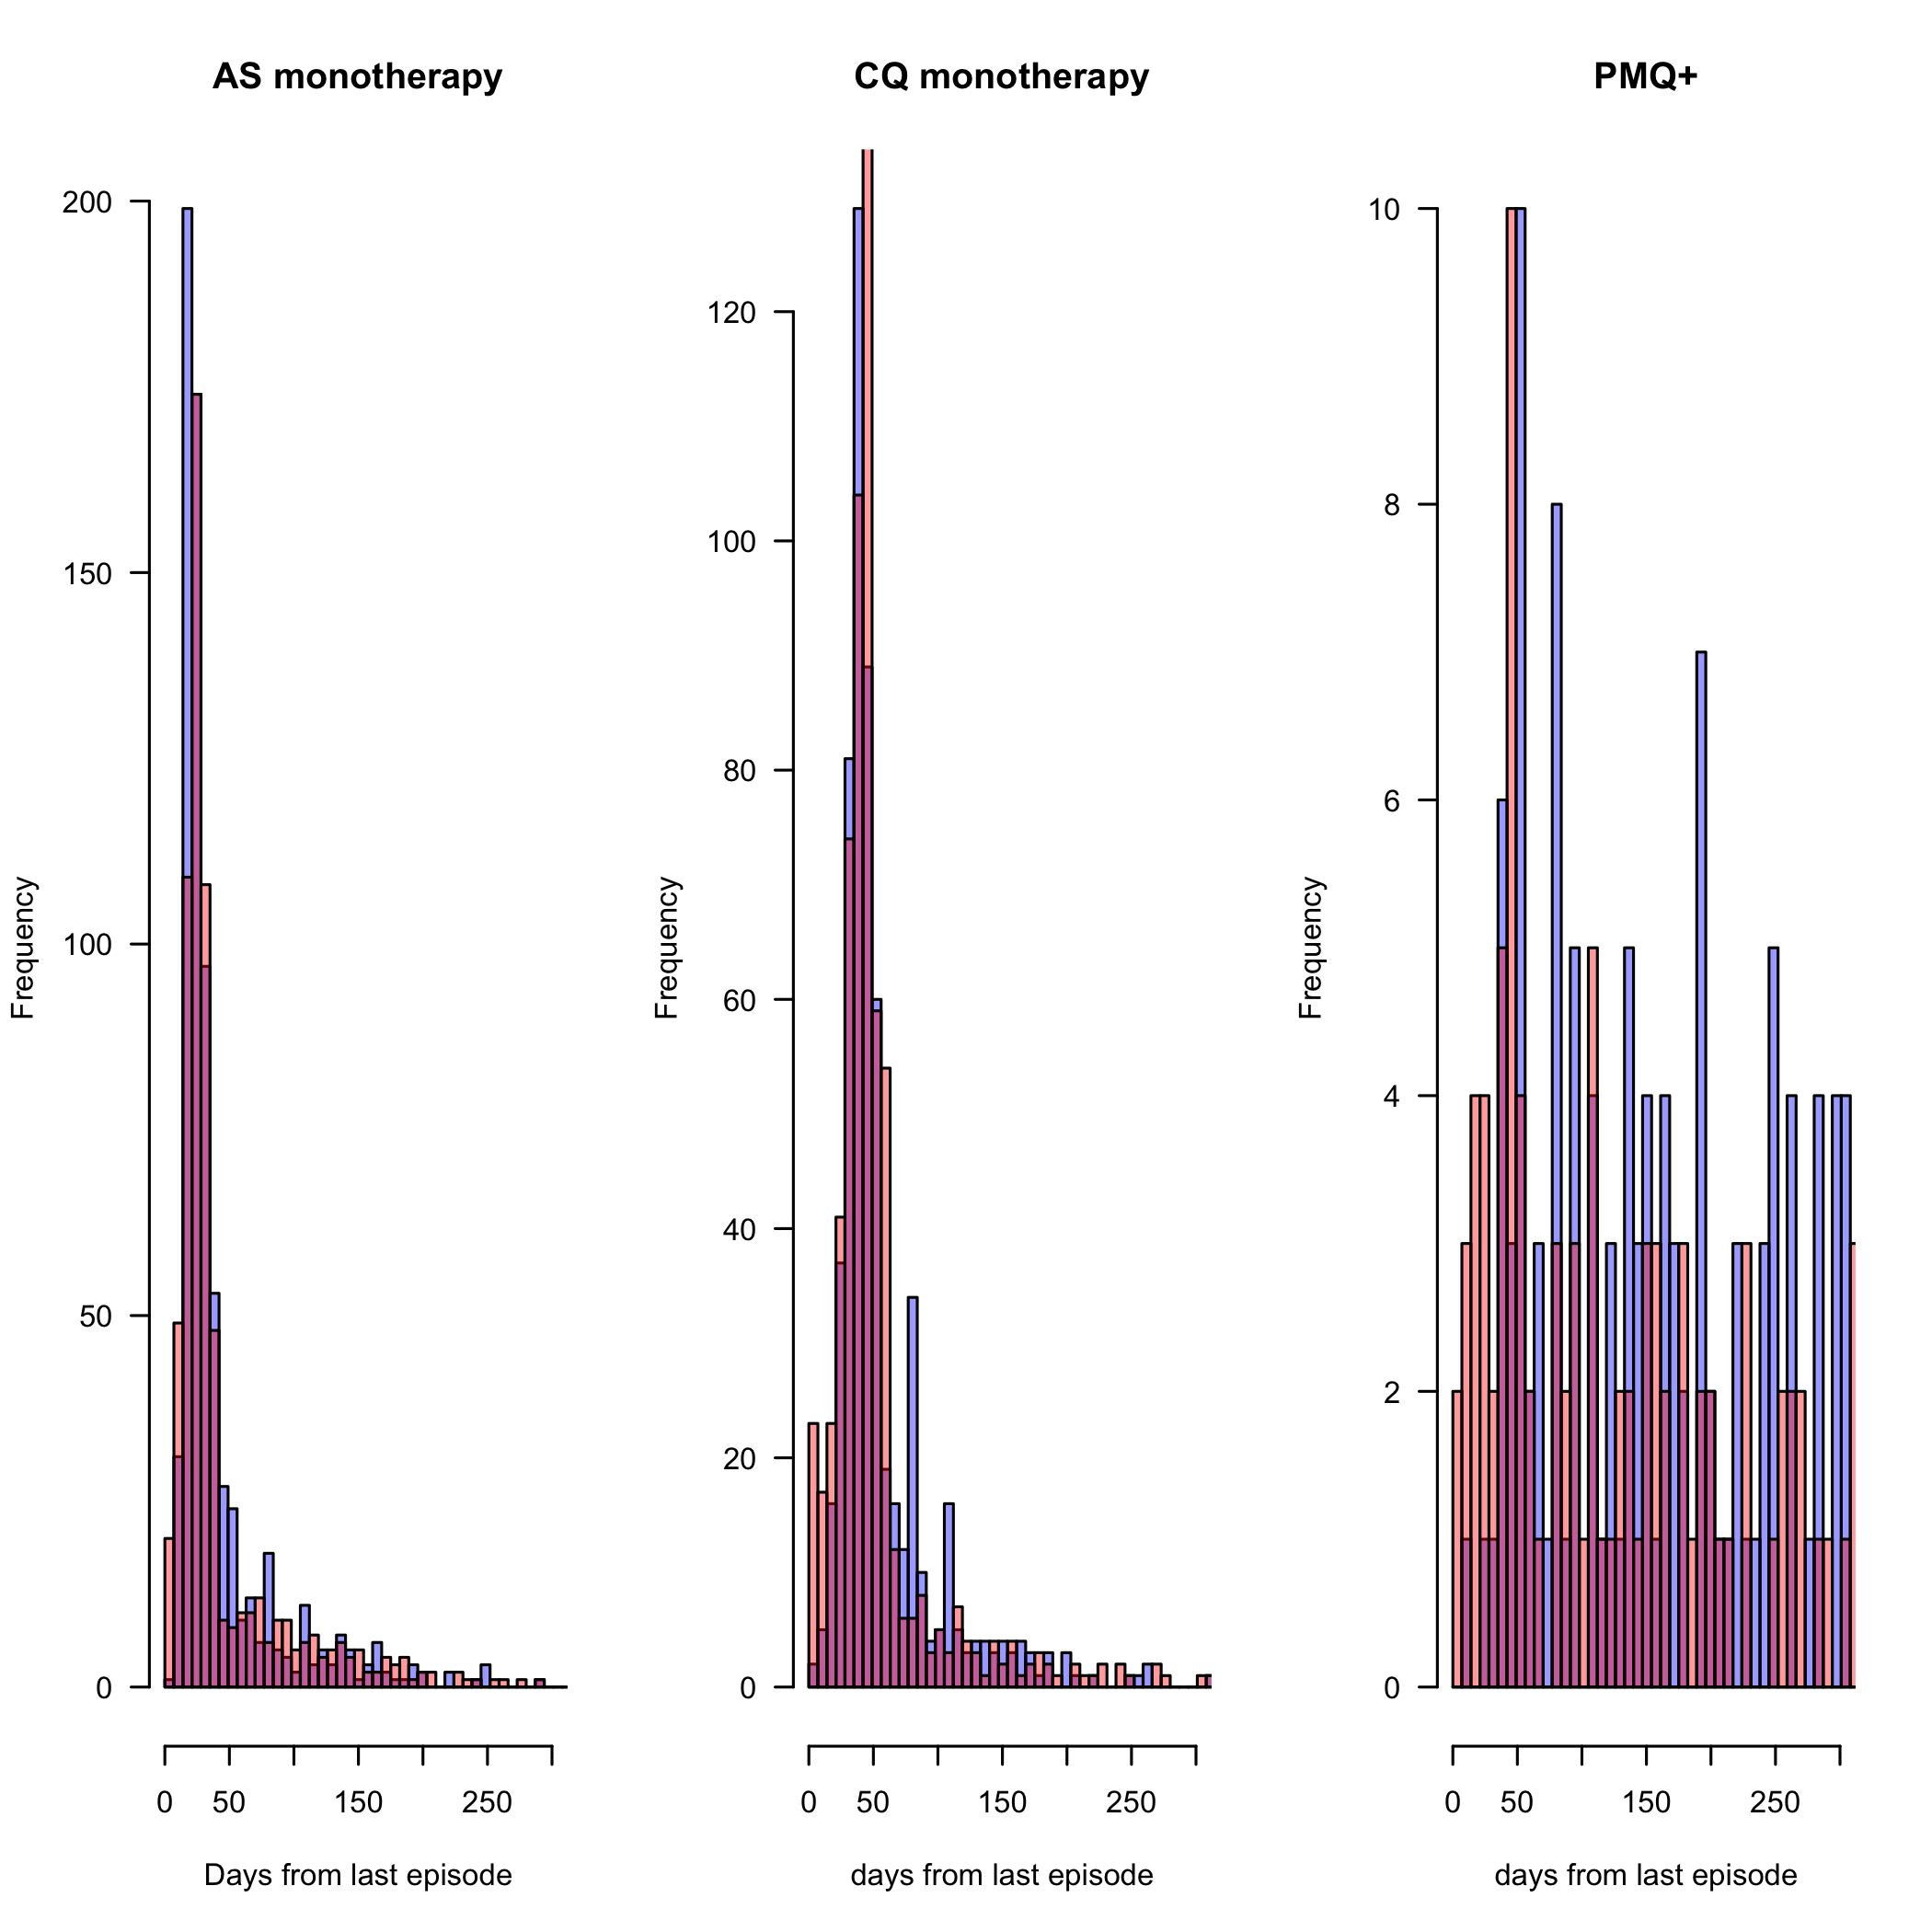 AS monotherapy
Frequency
200
150
100
50
0
0 50 150 250
Days from last episode
CQ monotherapy
Frequency
120
100
80
60
40
20
0
0 50 150 250
days from last episode
PMQ+
Frequency
10
8
6
4
2
0
0 50 150 250
days from last episode